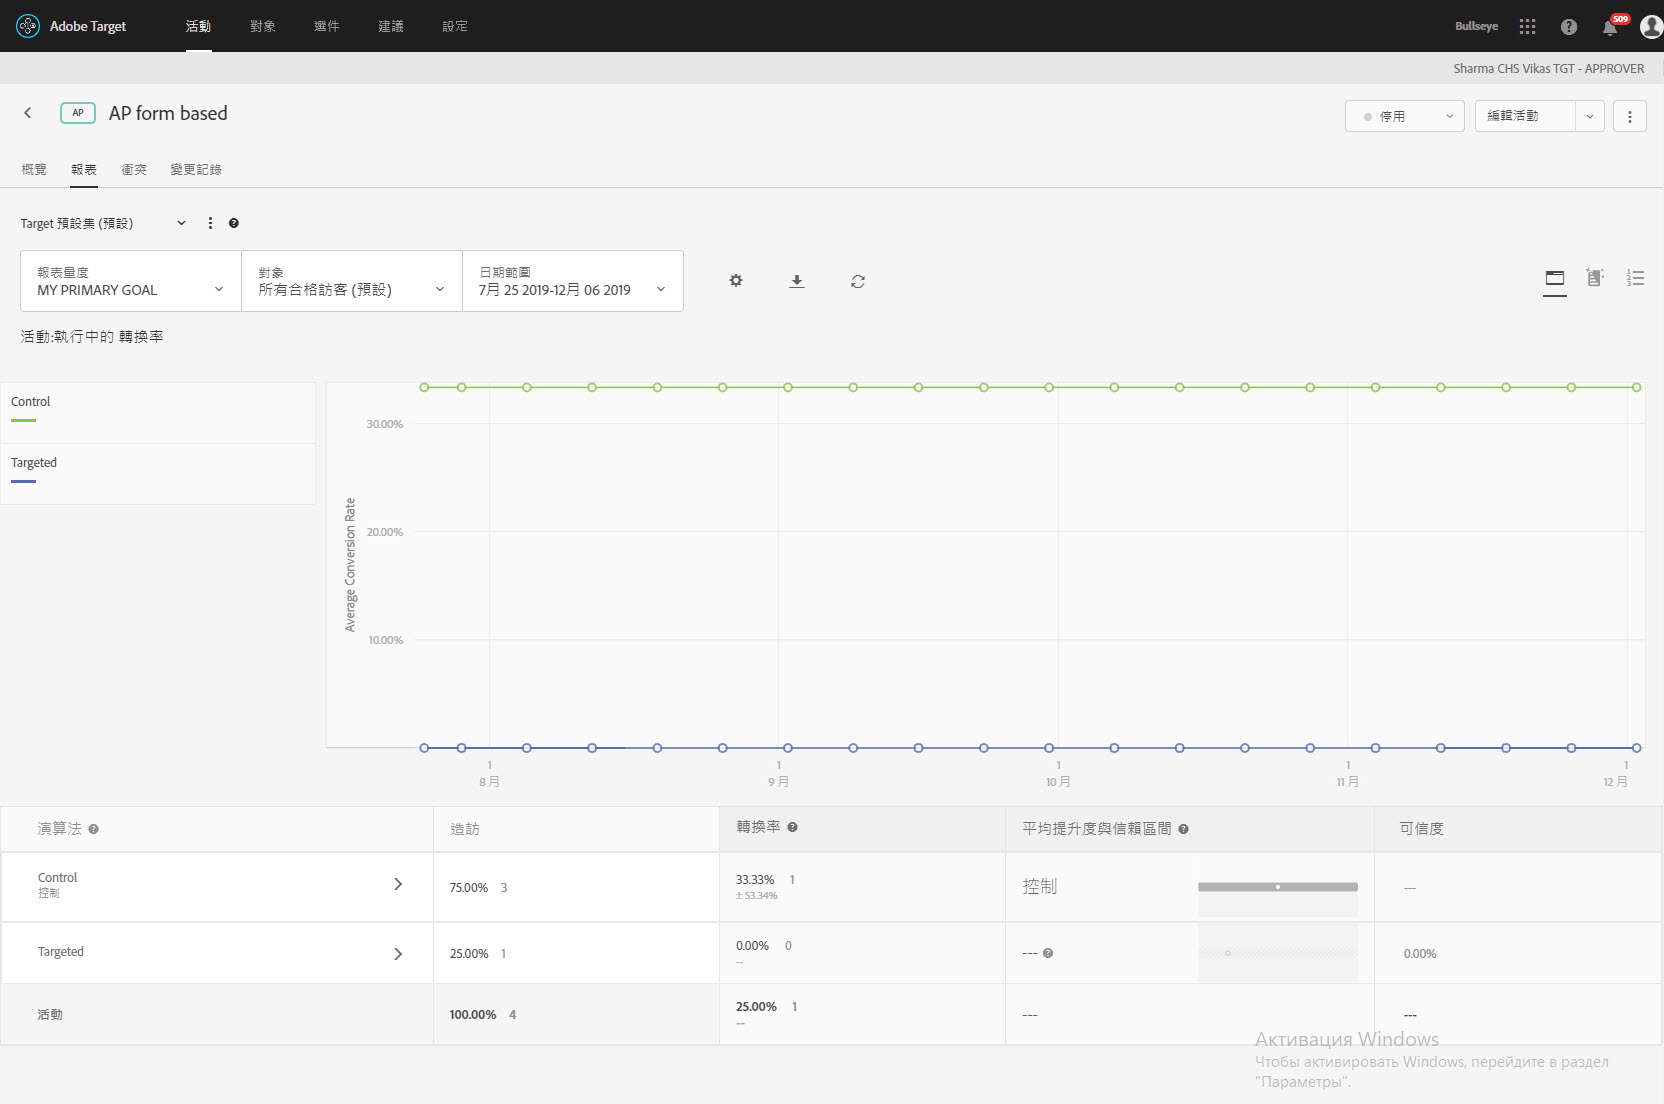 Adobe Target
活動
對象
選件
建議
設定
Bullseye
509
Sharma CHS Vikas TGT - APPROVER
AP
AP form based
停用
編輯活動
概覽
報表
衝突
變更記錄
Target 預設集 (預設)
報表量度
MY PRIMARY GOAL
對象
所有合格訪客 (預設)
日期範圍
7月 25 2019-12月 06 2019
活動:執行中的 轉換率
Control
Targeted
Average Conversion Rate
30.00%
20.00%
10.00%
1
8 月
1
9 月
1
10 月
1
11 月
1
12 月
演算法
造訪
轉換率
平均提升度與信賴區間
可信度
Control
控制
75.00% 3
33.33% 1
± 53.34%
控制
---
Targeted
25.00% 1
0.00% 0
--
---
0.00%
活動
100.00% 4
25.00% 1
--
---
---
Активация Windows
Чтобы активировать Windows, перейдите в раздел
"Параметры".